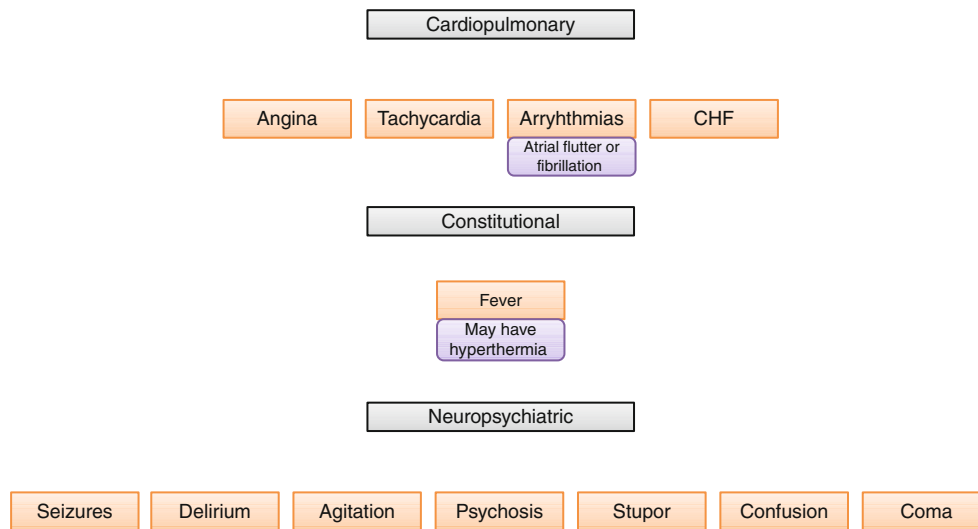 Cardiopulmonary
Angina
Tachycardia
Arryhthmias
CHF
Atrial flutter or
fibrillation
Constitutional
Fever
May have
hyperthermia
Neuropsychiatric
Seizures
Delirium
Agitation
Psychosis
Stupor
Confusion
Coma